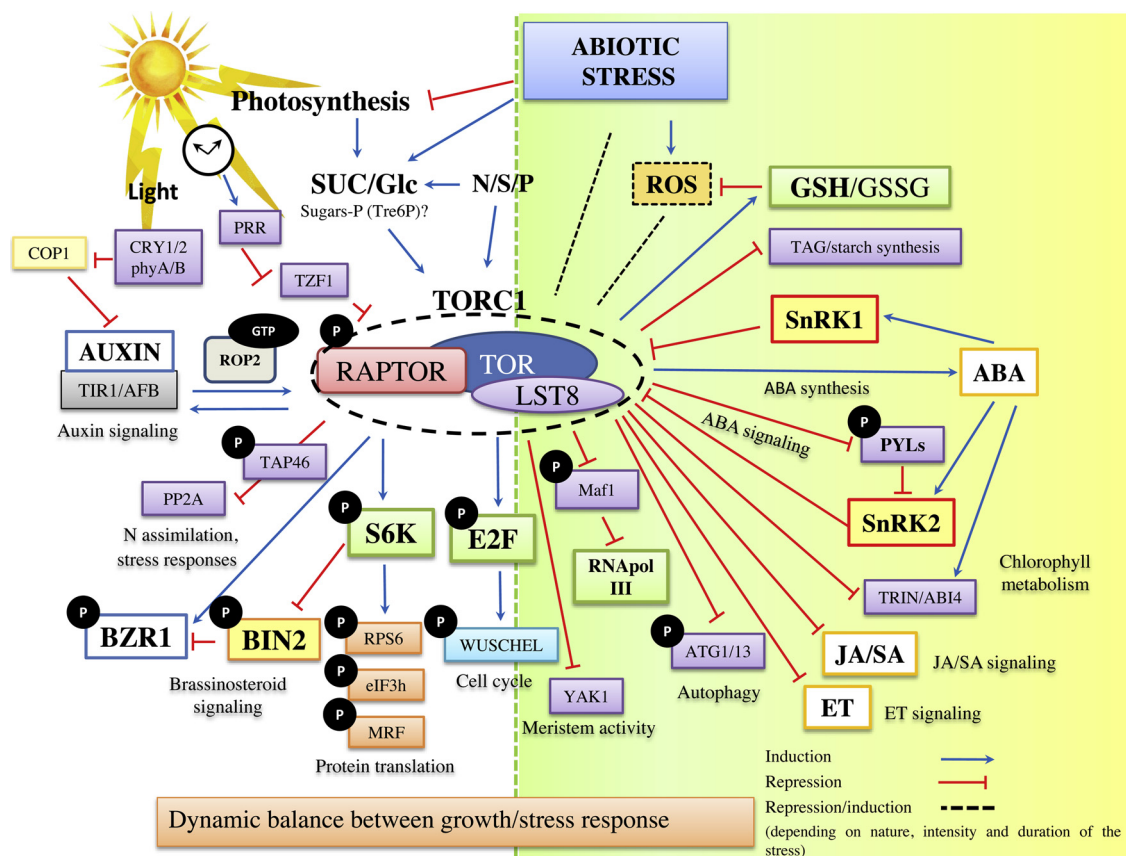 ABIOTIC
STRESS
Photosynthesis
Light
SUC/Glc
N/S/P
Sugars-P (Tre6P)?
ROS
GSH/GSSG
TAG/starch synthesis
COP1
CRY1/2
phyA/B
PRR
TZF1
TORC1
SnRK1
AUXIN
TIR1/AFB
Auxin signaling
GTP
ROP2
P
RAPTOR
TOR
LST8
ABA
ABA synthesis
ABA signaling
P
PYLs
SnRK2
P
TAP46
PP2A
N assimilation,
stress responses
P
S6K
P
E2F
P
Maf1
RNApol
III
Chlorophyll
metabolism
TRIN/ABI4
P
BZR1
P
BIN2
Brassinosteroid
signaling
P
RPS6
P
eIF3h
P
MRF
Protein translation
P
WUSCHEL
Cell cycle
YAK1
Meristem activity
P
ATG1/13
Autophagy
JA/SA
JA/SA signaling
ET
ET signaling
Induction
Repression
Repression/induction
(depending on nature, intensity and duration of the
stress)
Dynamic balance between growth/stress response